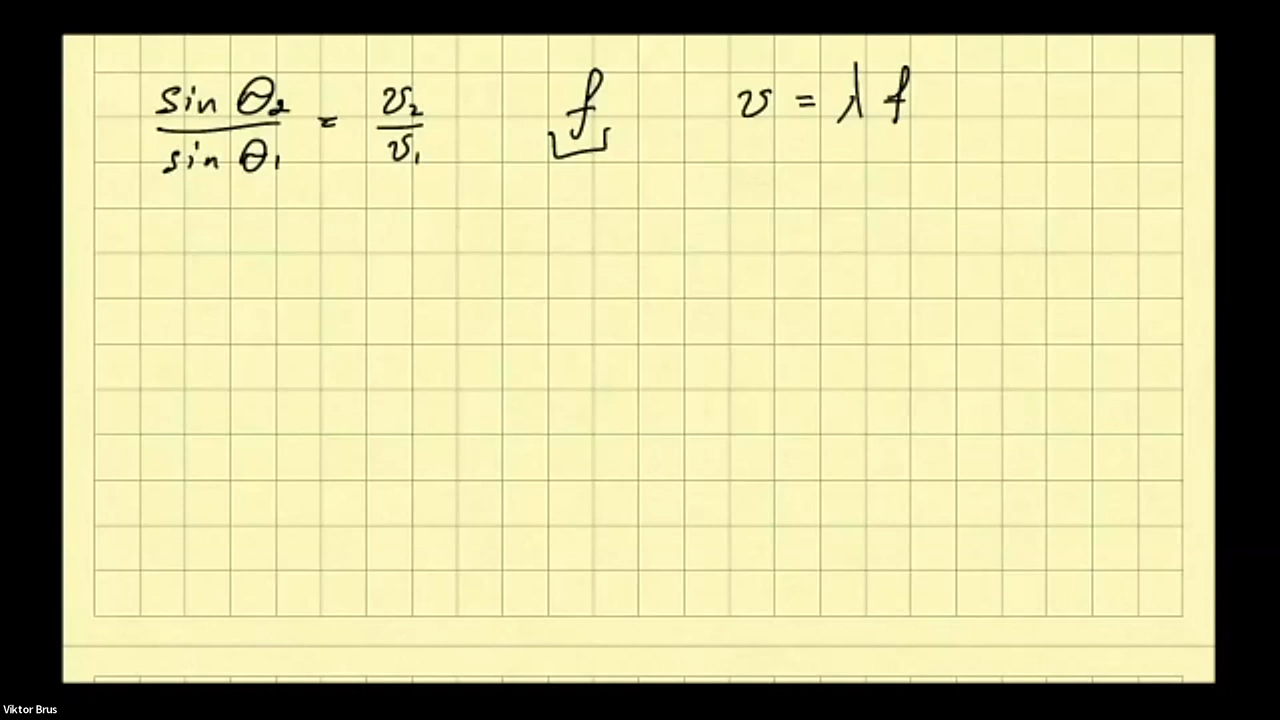 sin θ₂ / sin θ₁ = v₂ / v₁ f v = λ f
Viktor Brus